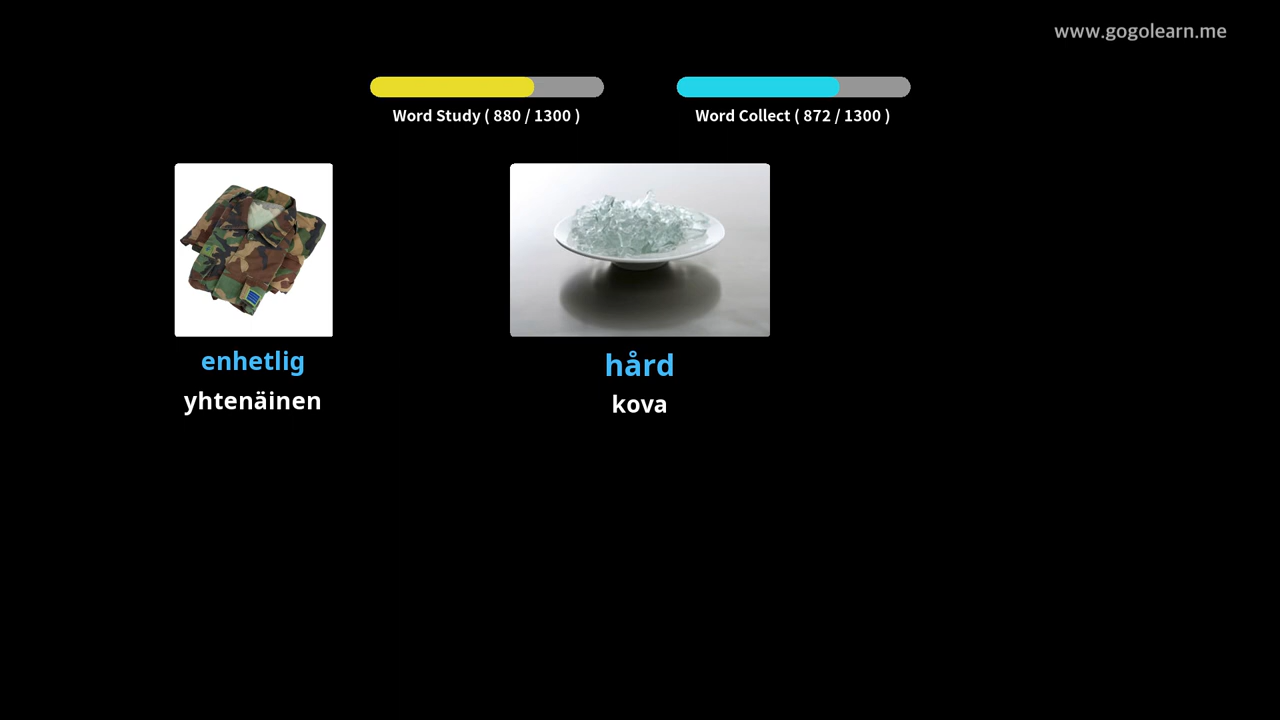 www.gogolearn.me
Word Study ( 880 / 1300 )
Word Collect ( 872 / 1300 )
enhetlig
yhtenäinen
hård
kova